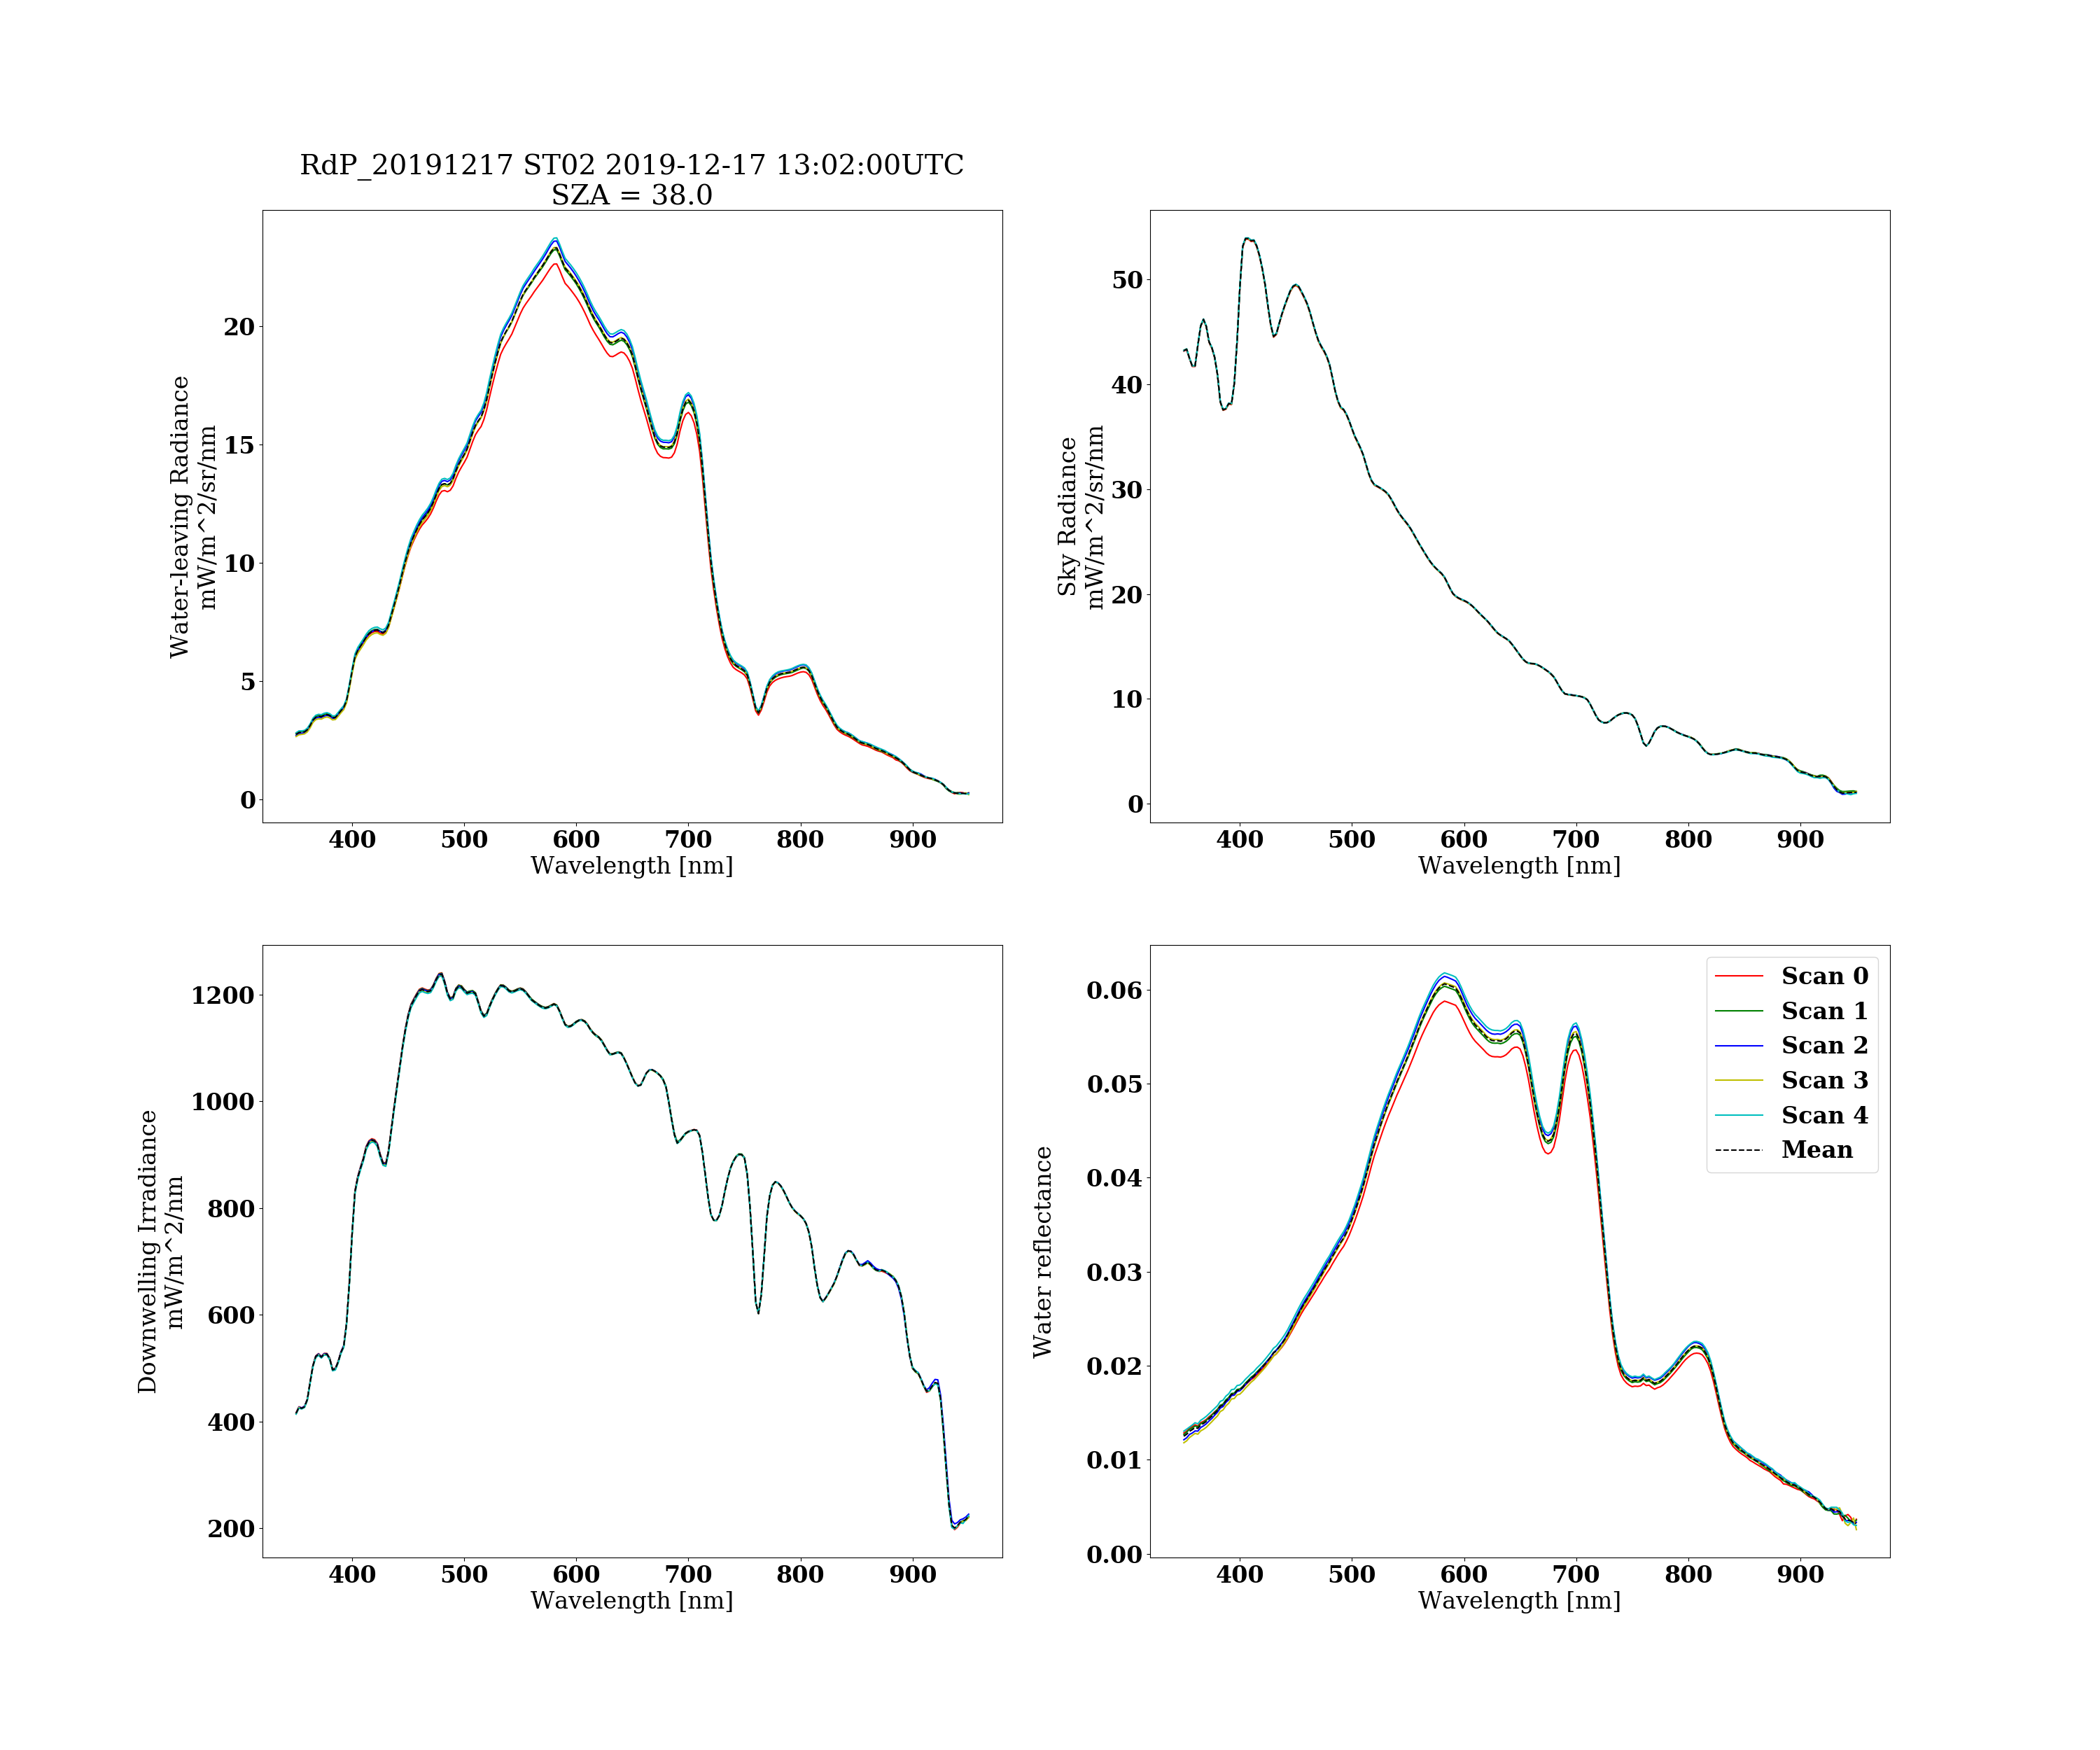 RdP_20191217 ST02 2019-12-17 13:02:00UTC
SZA = 38.0
Water-leaving Radiance
mW/m^2/sr/nm
20
15
10
5
0
400 500 600 700 800 900
Wavelength [nm]
Sky Radiance
mW/m^2/sr/nm
50
40
30
20
10
0
400 500 600 700 800 900
Wavelength [nm]
Downwelling Irradiance
mW/m^2/nm
1200
1000
800
600
400
200
400 500 600 700 800 900
Wavelength [nm]
Water reflectance
0.06
0.05
0.04
0.03
0.02
0.01
0.00
400 500 600 700 800 900
Wavelength [nm]
Scan 0
Scan 1
Scan 2
Scan 3
Scan 4
Mean